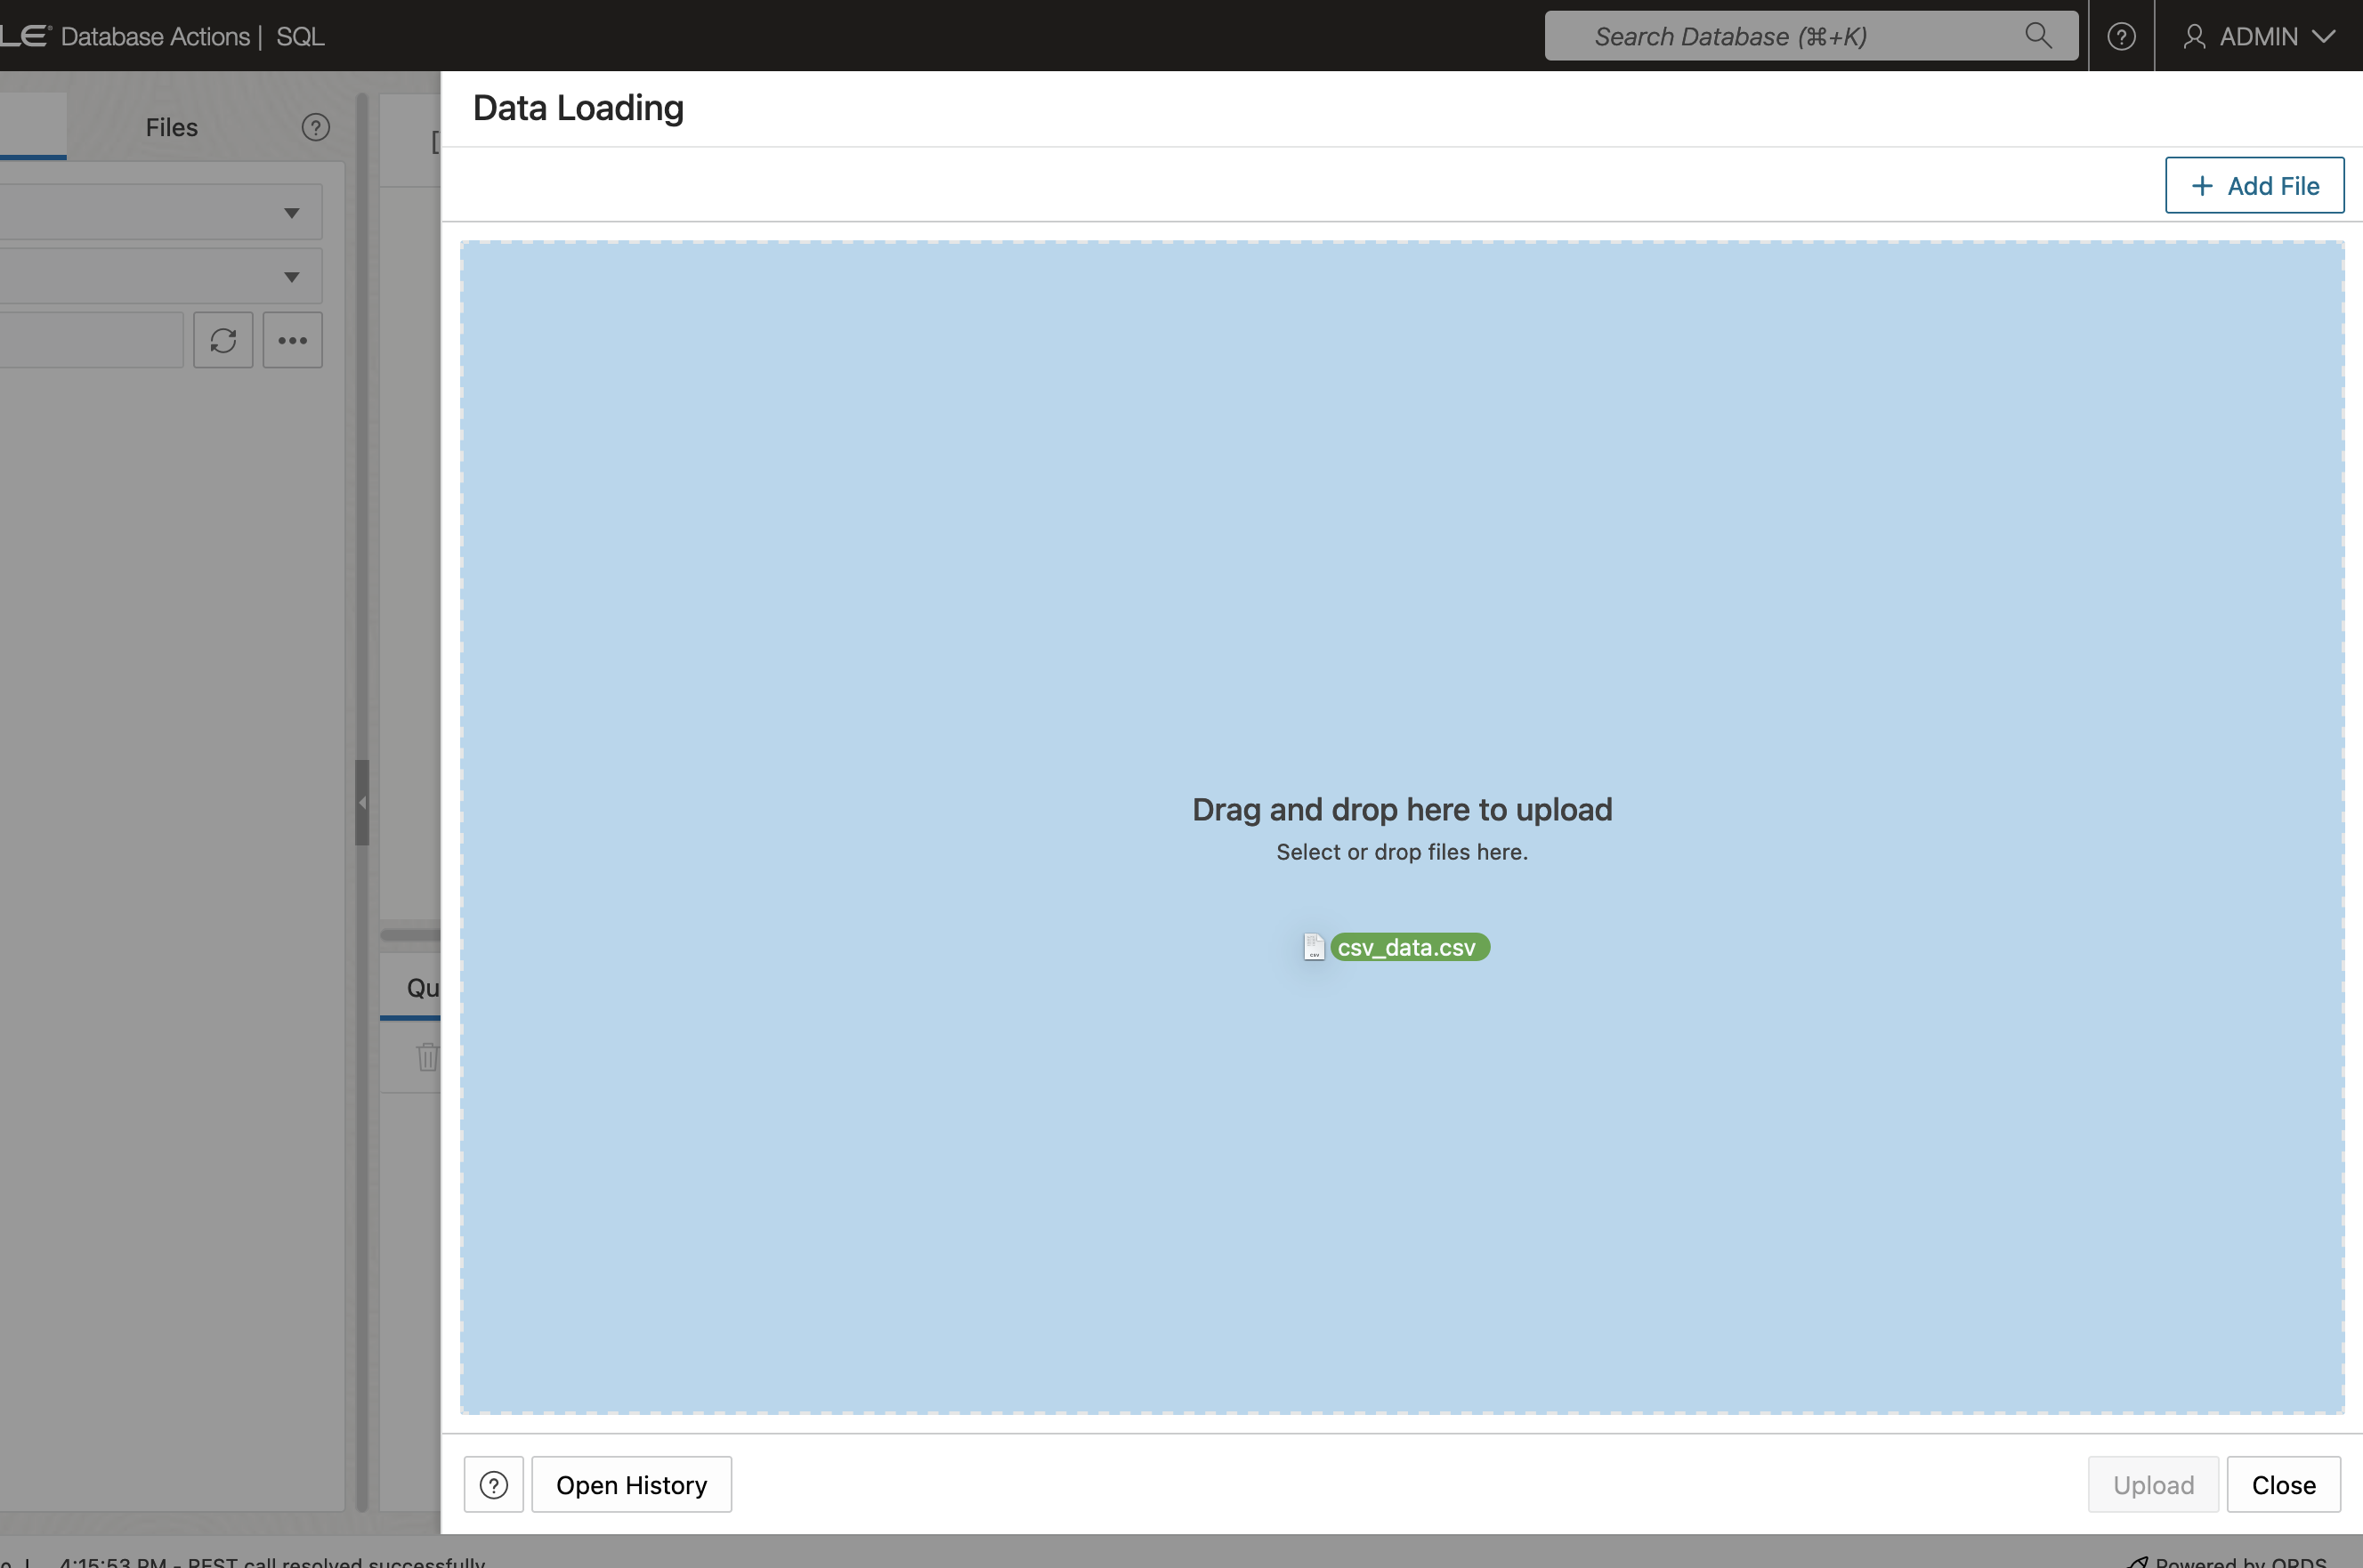 LE Database Actions | SQL
Search Database (⌘+K)
ADMIN
Files
Data Loading
[
+ Add File
Drag and drop here to upload
Select or drop files here.
csv_data.csv
Qu
Open History
Upload
Close
4:15:53 PM - REST call resolved successfully
Powered by ORDS